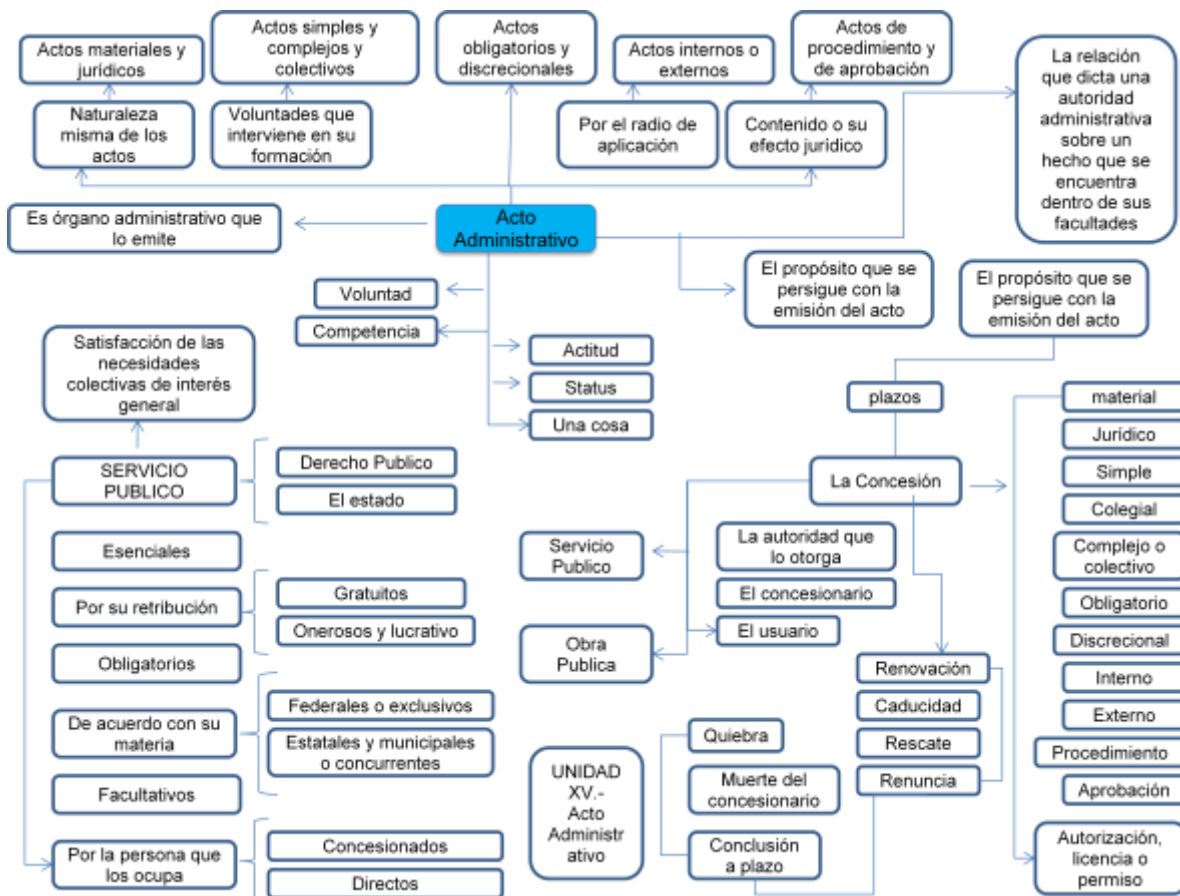 Actos materiales y
jurídicos
Actos simples y
complejos y
colectivos
Actos
obligatorios y
discrecionales
Actos internos o
externos
Actos de
procedimiento y
de aprobación
La relación
que dicta una
autoridad
administrativa
sobre un
hecho que se
encuentra
dentro de sus
facultades
Naturaleza
misma de los
actos
Voluntades que
interviene en su
formación
Por el radio de
aplicación
Contenido o su
efecto jurídico
Es órgano administrativo que
lo emite
Acto
Administrativo
El propósito que se
persigue con la
emisión del acto
El propósito que se
persigue con la
emisión del acto
Voluntad
Competencia
Actitud
Status
Una cosa
Satisfacción de las
necesidades
colectivas de interés
general
SERVICIO
PUBLICO
Derecho Publico
El estado
Esenciales
Por su retribución
Gratuitos
Onerosos y lucrativo
Obligatorios
De acuerdo con su
materia
Federales o exclusivos
Estatales y municipales
o concurrentes
Facultativos
Por la persona que
los ocupa
Concesionados
Directos
plazos
La Concesión
Servicio
Publico
Obra
Publica
La autoridad que
lo otorga
El concesionario
El usuario
Renovación
Caducidad
Rescate
Renuncia
Quiebra
Muerte del
concesionario
Conclusión
a plazo
UNIDAD
XV.-
Acto
Administr
ativo
material
Jurídico
Simple
Colegial
Complejo o
colectivo
Obligatorio
Discrecional
Interno
Externo
Procedimiento
Aprobación
Autorización,
licencia o
permiso